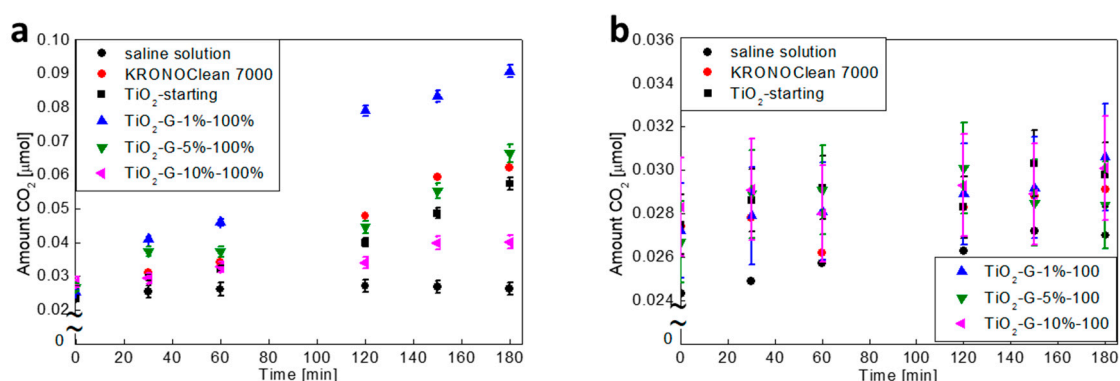 a
0.10
0.09
0.08
0.07
0.06
0.05
0.04
0.03
0.02
0
Amount CO2 [µmol]
saline solution
KRONOClean 7000
TiO2-starting
TiO2-G-1%-100%
TiO2-G-5%-100%
TiO2-G-10%-100%
0 20 40 60 80 100 120 140 160 180
Time [min]
b
0.036
0.034
0.032
0.030
0.028
0.026
0.024
0
Amount CO2 [µmol]
saline solution
KRONOClean 7000
TiO2-starting
TiO2-G-1%-100
TiO2-G-5%-100
TiO2-G-10%-100
0 20 40 60 80 100 120 140 160 180
Time [min]